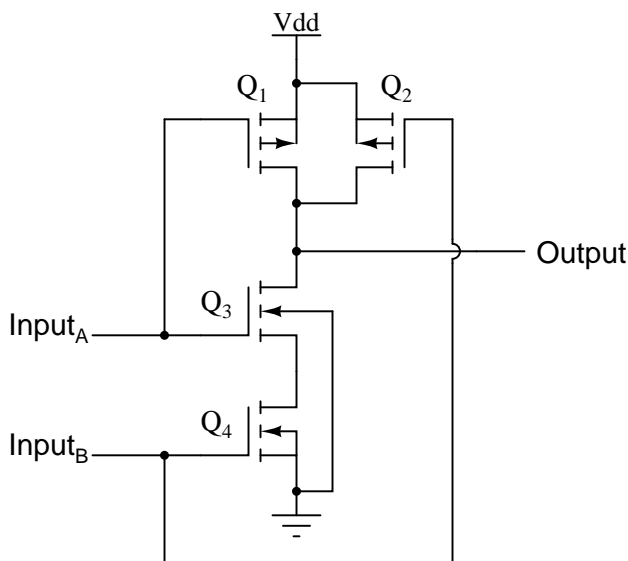 Vdd
Q1
Q2
Output
Q3
InputA
Q4
InputB